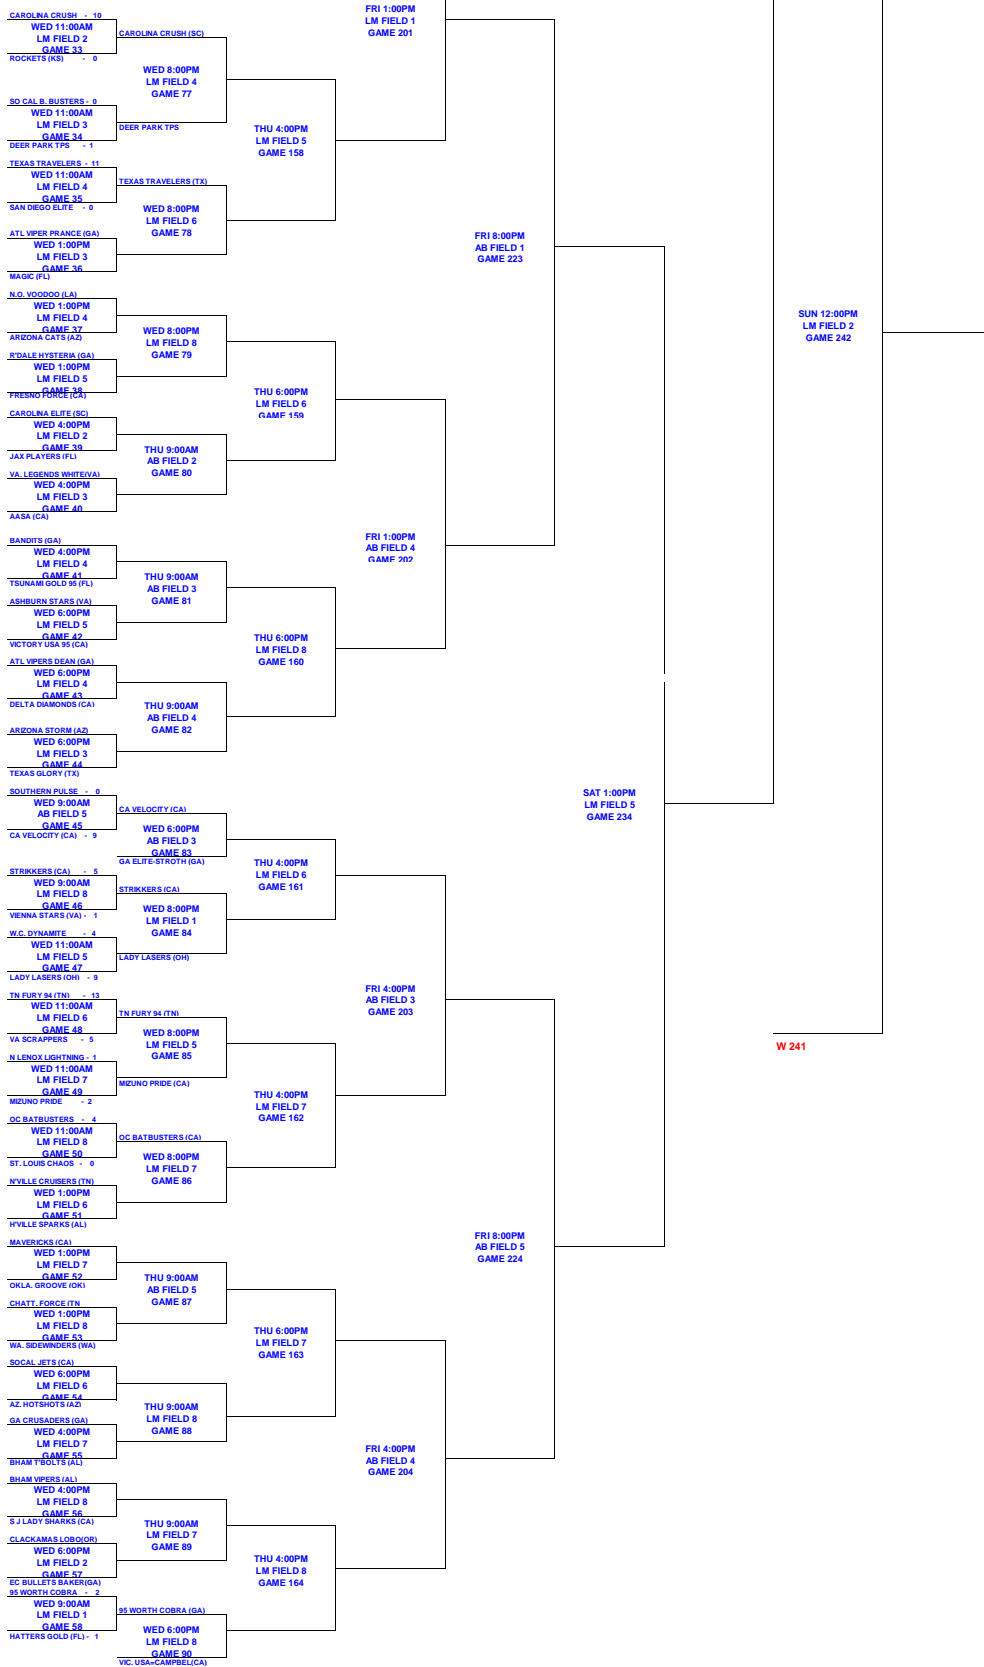 CAROLINA CRUSH - 10
WED 11:00AM
LM FIELD 2
GAME 33
ROCKETS (KS) - 0
SO CAL B. BUSTERS - 0
WED 11:00AM
LM FIELD 3
GAME 34
DEER PARK TPS - 1
TEXAS TRAVELERS - 11
WED 11:00AM
LM FIELD 4
GAME 35
SAN DIEGO ELITE - 0
ATL VIPER PRANCE (GA)
WED 1:00PM
LM FIELD 3
GAME 36
MAGIC (FL)
N.O. VOODOO (LA)
WED 1:00PM
LM FIELD 4
GAME 37
ARIZONA CATS (AZ)
R'DALE HYSTERIA (GA)
WED 1:00PM
LM FIELD 5
GAME 38
FRESNO FORCE (CA)
CAROLINA ELITE (SC)
WED 4:00PM
LM FIELD 2
GAME 39
JAX PLAYERS (FL)
VA. LEGENDS WHITE(VA)
WED 4:00PM
LM FIELD 3
GAME 40
AASA (CA)
BANDITS (GA)
WED 4:00PM
LM FIELD 4
GAME 41
TSUNAMI GOLD 95 (FL)
ASHBURN STARS (VA)
WED 6:00PM
LM FIELD 5
GAME 42
VICTORY USA 95 (CA)
ATL VIPERS DEAN (GA)
WED 6:00PM
LM FIELD 4
GAME 43
DELTA DIAMONDS (CA)
ARIZONA STORM (AZ)
WED 6:00PM
LM FIELD 3
GAME 44
TEXAS GLORY (TX)
SOUTHERN PULSE - 0
WED 9:00AM
AB FIELD 5
GAME 45
CA VELOCITY (CA) - 9
STRIKKERS (CA) - 5
WED 9:00AM
LM FIELD 8
GAME 46
VIENNA STARS (VA) - 1
W.C. DYNAMITE - 4
WED 11:00AM
LM FIELD 5
GAME 47
LADY LASERS (OH) - 9
TN FURY 94 (TN) - 13
WED 11:00AM
LM FIELD 6
GAME 48
VA SCRAPPERS - 5
N LENOX LIGHTNING - 1
WED 11:00AM
LM FIELD 7
GAME 49
MIZUNO PRIDE - 2
OC BATBUSTERS - 4
WED 11:00AM
LM FIELD 8
GAME 50
ST. LOUIS CHAOS - 0
N'VILLE CRUISERS (TN)
WED 1:00PM
LM FIELD 6
GAME 51
H'VILLE SPARKS (AL)
MAVERICKS (CA)
WED 1:00PM
LM FIELD 7
GAME 52
OKLA. GROOVE (OK)
CHATT. FORCE (TN
WED 1:00PM
LM FIELD 8
GAME 53
WA. SIDEWINDERS (WA)
SOCAL JETS (CA)
WED 6:00PM
LM FIELD 6
GAME 54
AZ. HOTSHOTS (AZ)
GA CRUSADERS (GA)
WED 4:00PM
LM FIELD 7
GAME 55
BHAM T'BOLTS (AL)
BHAM VIPERS (AL)
WED 4:00PM
LM FIELD 8
GAME 56
S J LADY SHARKS (CA)
CLACKAMAS LOBO(OR)
WED 6:00PM
LM FIELD 2
GAME 57
EC BULLETS BAKER(GA)
95 WORTH COBRA - 2
WED 9:00AM
LM FIELD 1
GAME 58
HATTERS GOLD (FL) - 1
CAROLINA CRUSH (SC)
WED 8:00PM
LM FIELD 4
GAME 77
DEER PARK TPS
TEXAS TRAVELERS (TX)
WED 8:00PM
LM FIELD 6
GAME 78
WED 8:00PM
LM FIELD 8
GAME 79
THU 9:00AM
AB FIELD 2
GAME 80
THU 9:00AM
AB FIELD 3
GAME 81
THU 9:00AM
AB FIELD 4
GAME 82
CA VELOCITY (CA)
WED 6:00PM
AB FIELD 3
GAME 83
GA ELITE-STROTH (GA)
STRIKKERS (CA)
WED 8:00PM
LM FIELD 1
GAME 84
LADY LASERS (OH)
TN FURY 94 (TN)
WED 8:00PM
LM FIELD 5
GAME 85
MIZUNO PRIDE (CA)
OC BATBUSTERS (CA)
WED 8:00PM
LM FIELD 7
GAME 86
THU 9:00AM
AB FIELD 5
GAME 87
THU 9:00AM
LM FIELD 8
GAME 88
THU 9:00AM
LM FIELD 7
GAME 89
95 WORTH COBRA (GA)
WED 6:00PM
LM FIELD 8
GAME 90
VIC. USA=CAMPBEL(CA)
THU 4:00PM
LM FIELD 5
GAME 158
THU 6:00PM
LM FIELD 6
GAME 159
THU 6:00PM
LM FIELD 8
GAME 160
THU 4:00PM
LM FIELD 6
GAME 161
THU 4:00PM
LM FIELD 7
GAME 162
THU 6:00PM
LM FIELD 7
GAME 163
THU 4:00PM
LM FIELD 8
GAME 164
FRI 1:00PM
LM FIELD 1
GAME 201
FRI 1:00PM
AB FIELD 4
GAME 202
FRI 4:00PM
AB FIELD 3
GAME 203
FRI 4:00PM
AB FIELD 4
GAME 204
FRI 8:00PM
AB FIELD 1
GAME 223
FRI 8:00PM
AB FIELD 5
GAME 224
SAT 1:00PM
LM FIELD 5
GAME 234
SUN 12:00PM
LM FIELD 2
GAME 242
W 241